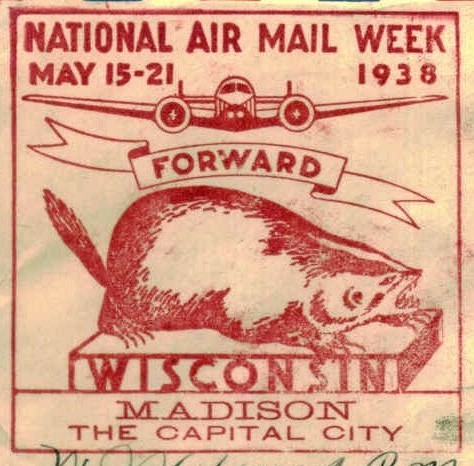 NATIONAL AIR MAIL WEEK
MAY 15-21 1938
FORWARD
WISCONSIN
MADISON
THE CAPITAL CITY